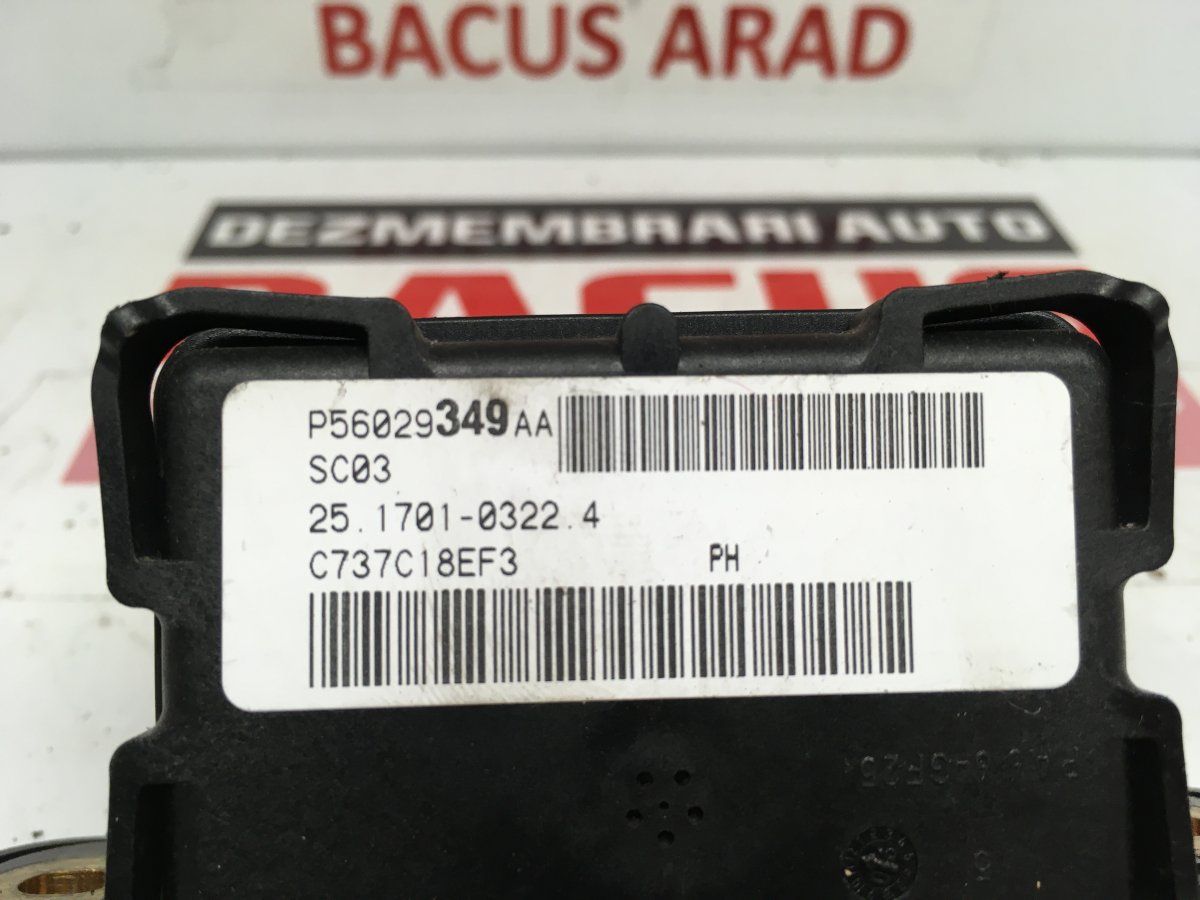 BACUS ARAD
DEZMEMBRARI AUTO
P56029349AA
SC03
25.1701-0322.4
C737C18EF3 PH